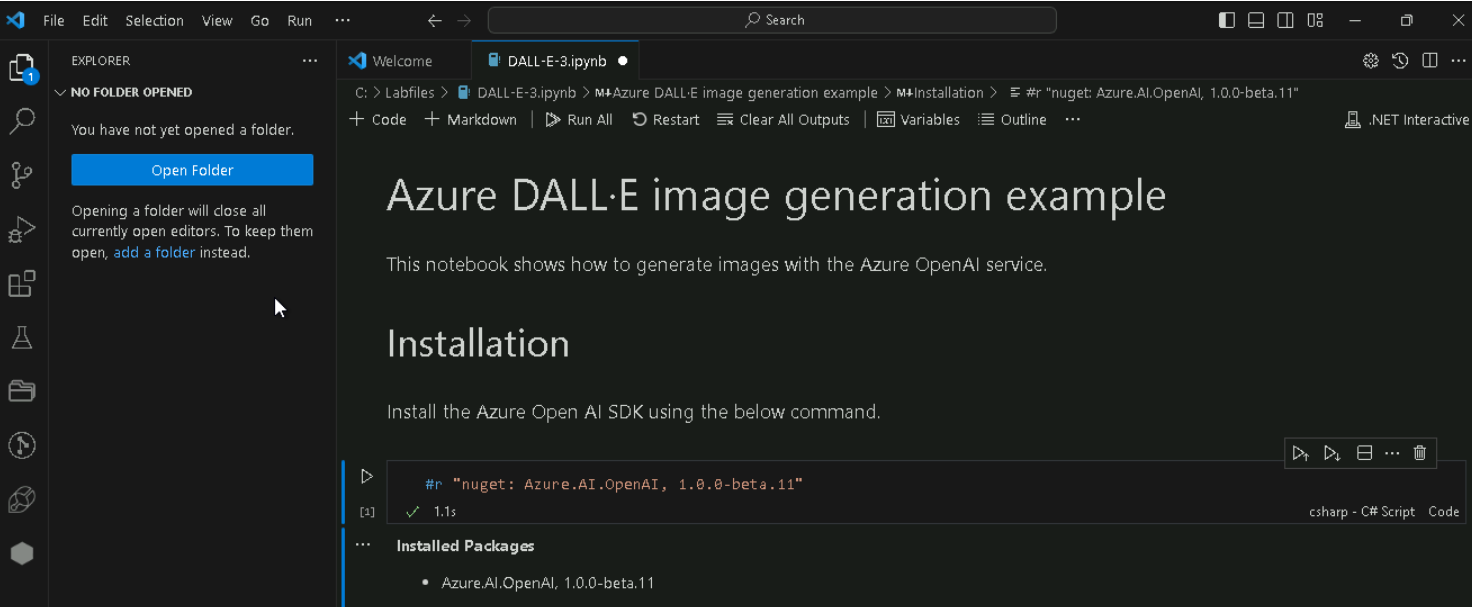 File Edit Selection View Go Run ···
Search
EXPLORER ···
NO FOLDER OPENED
You have not yet opened a folder.
Open Folder
Opening a folder will close all
currently open editors. To keep them
open, add a folder instead.
1
Welcome
DALL-E-3.ipynb
C: > Labfiles > DALL-E-3.ipynb > M↓Azure DALL·E image generation example > M↓Installation > #r "nuget: Azure.AI.OpenAI, 1.0.0-beta.11"
+ Code + Markdown | Run All Restart Clear All Outputs | Variables Outline ···
.NET Interactive
Azure DALL·E image generation example
This notebook shows how to generate images with the Azure OpenAI service.
Installation
Install the Azure Open AI SDK using the below command.
#r "nuget: Azure.AI.OpenAI, 1.0.0-beta.11"
[1] ✓ 1.1s
csharp - C# Script Code
··· Installed Packages
• Azure.AI.OpenAI, 1.0.0-beta.11